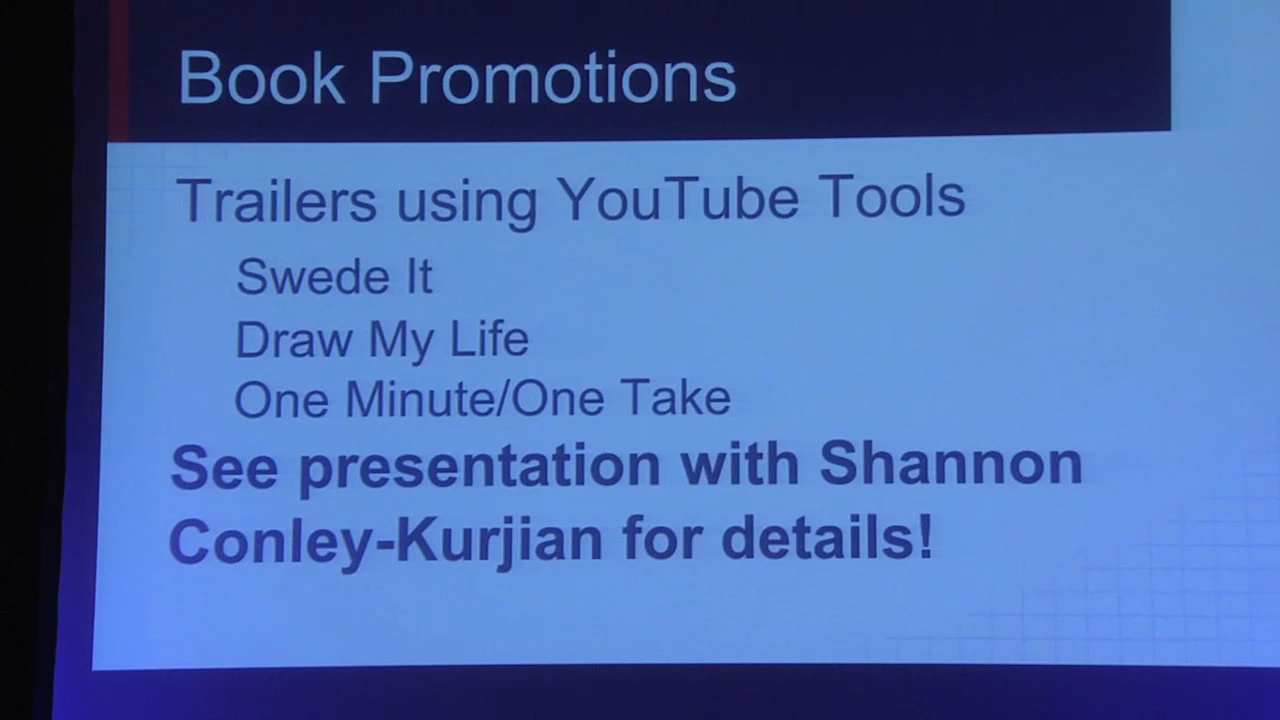 Book Promotions
Trailers using YouTube Tools
Swede It
Draw My Life
One Minute/One Take
See presentation with Shannon
Conley-Kurjian for details!